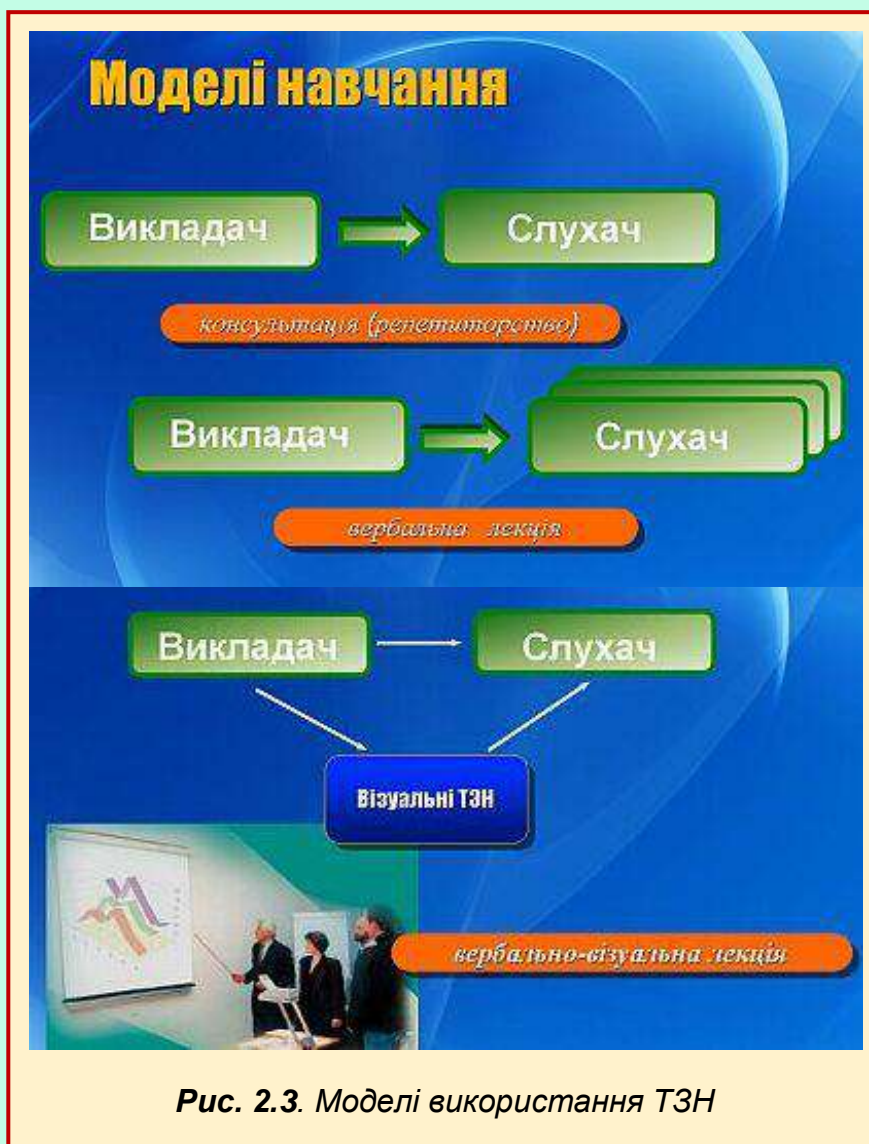 Моделі навчання
Викладач
Слухач
консультація (репетиторство)
Викладач
Слухач
вербальна лекція
Викладач
Слухач
Візуальні ТЗН
вербально-візуальна лекція
Рис. 2.3. Моделі використання ТЗН